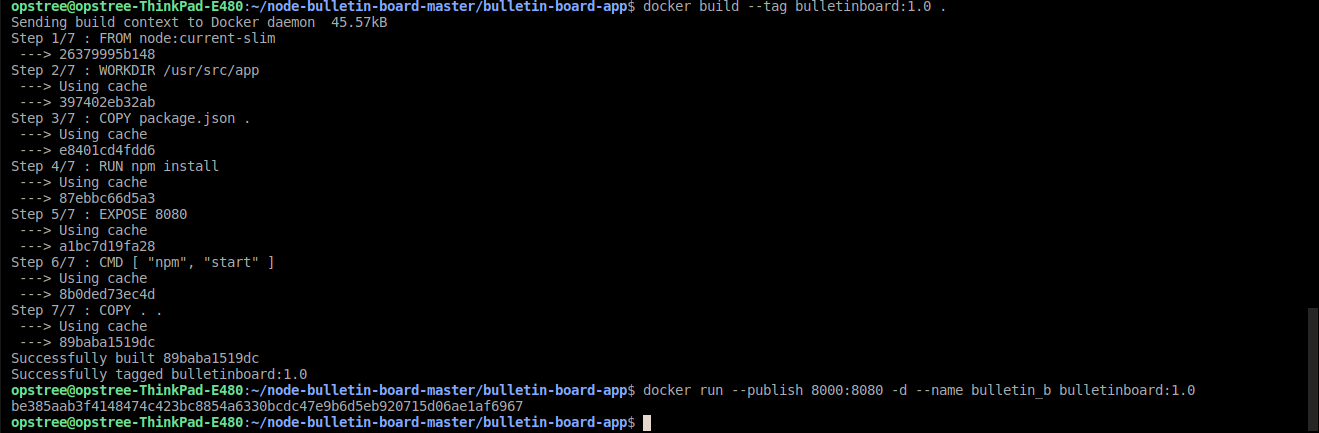 opstree@opstree-ThinkPad-E480:~/node-bulletin-board-master/bulletin-board-app$ docker build --tag bulletinboard:1.0 .
Sending build context to Docker daemon  45.57kB
Step 1/7 : FROM node:current-slim
 ---> 26379995b148
Step 2/7 : WORKDIR /usr/src/app
 ---> Using cache
 ---> 397402eb32ab
Step 3/7 : COPY package.json .
 ---> Using cache
 ---> e8401cd4fdd6
Step 4/7 : RUN npm install
 ---> Using cache
 ---> 87ebbc66d5a3
Step 5/7 : EXPOSE 8080
 ---> Using cache
 ---> a1bc7d19fa28
Step 6/7 : CMD [ "npm", "start" ]
 ---> Using cache
 ---> 8b0ded73ec4d
Step 7/7 : COPY . .
 ---> Using cache
 ---> 89baba1519dc
Successfully built 89baba1519dc
Successfully tagged bulletinboard:1.0
opstree@opstree-ThinkPad-E480:~/node-bulletin-board-master/bulletin-board-app$ docker run --publish 8000:8080 -d --name bulletin_b bulletinboard:1.0
be385aab3f4148474c423bc8854a6330bcdc47e9b6d5eb920715d06ae1af6967
opstree@opstree-ThinkPad-E480:~/node-bulletin-board-master/bulletin-board-app$